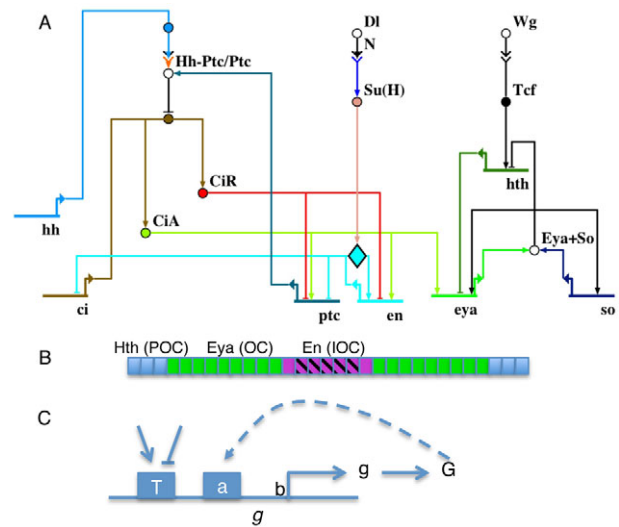 A
Dl
Wg
N
Hh-Ptc/Ptc
Su(H)
Tcf
CiR
hth
hh
CiA
Eya+So
ci
ptc
en
eya
so
B
Hth (POC) Eya (OC) En (IOC)
C
T a b g G
g